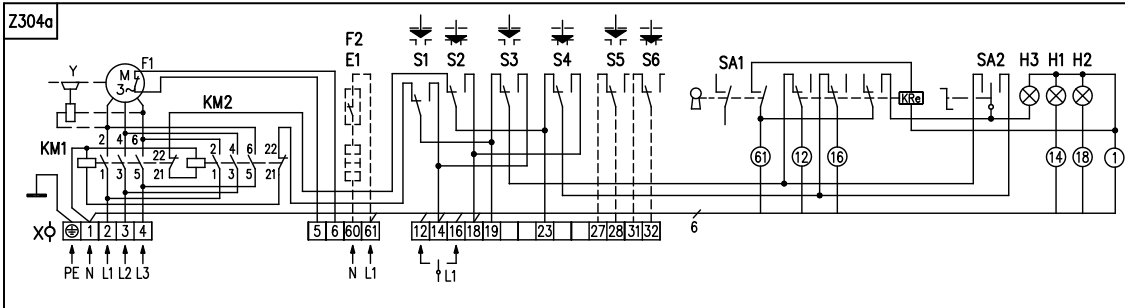 Z304a
F2
E1
S1 S2 S3 S4 S5 S6
SA1 SA2 H3 H1 H2
Y
M
3~
F1
KM2
KRe
KM1
2 4 6
1 3 5
22
21
2 4 6
1 3 5
22
21
61 12 16 14 18 1
6
X
1 2 3 4 5 6 60 61 12 14 16 18 19 23 27 28 31 32
PE N L1 L2 L3 N L1 L1